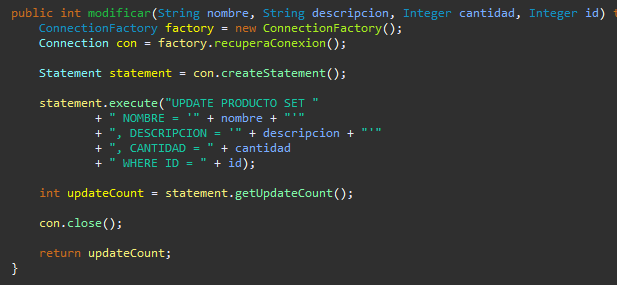 public int modificar(String nombre, String descripcion, Integer cantidad, Integer id)
ConnectionFactory factory = new ConnectionFactory();
Connection con = factory.recuperaConexion();
Statement statement = con.createStatement();
statement.execute("UPDATE PRODUCTO SET "
+ " NOMBRE = '" + nombre + "'"
+ ", DESCRIPCION = '" + descripcion + "'"
+ ", CANTIDAD = " + cantidad
+ " WHERE ID = " + id);
int updateCount = statement.getUpdateCount();
con.close();
return updateCount;
}